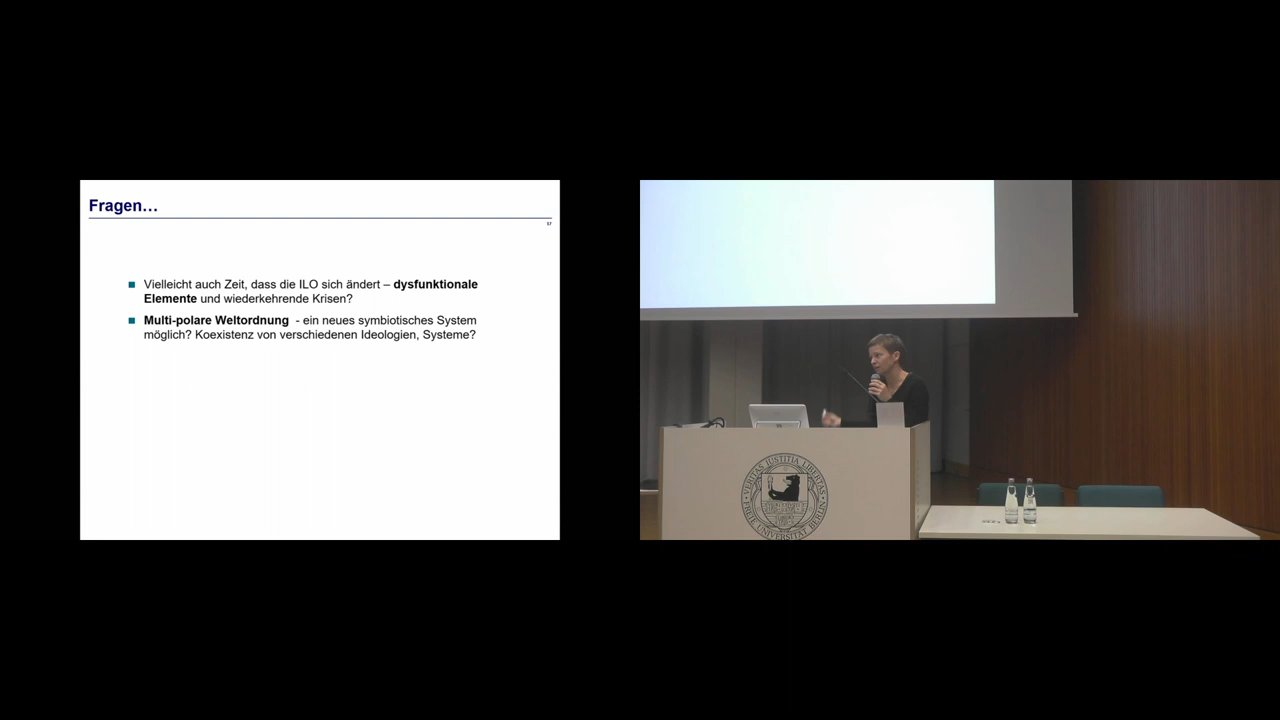 Fragen…
57
Vielleicht auch Zeit, dass die ILO sich ändert – dysfunktionale
Elemente und wiederkehrende Krisen?
Multi-polare Weltordnung - ein neues symbiotisches System
möglich? Koexistenz von verschiedenen Ideologien, Systeme?
VERITAS JUSTITIA LIBERTAS
FREIE UNIVERSITÄT BERLIN